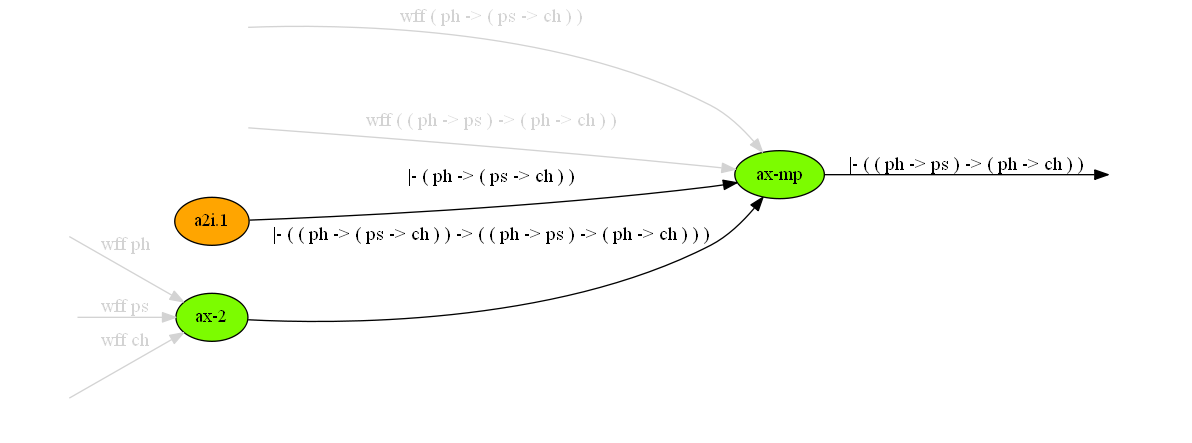 wff ( ph -> ( ps -> ch ) )
wff ( ( ph -> ps ) -> ( ph -> ch ) )
|- ( ph -> ( ps -> ch ) )
ax-mp
|- ( ( ph -> ps ) -> ( ph -> ch ) )
a2i.1
|- ( ( ph -> ( ps -> ch ) ) -> ( ( ph -> ps ) -> ( ph -> ch ) ) )
wff ph
wff ps
ax-2
wff ch